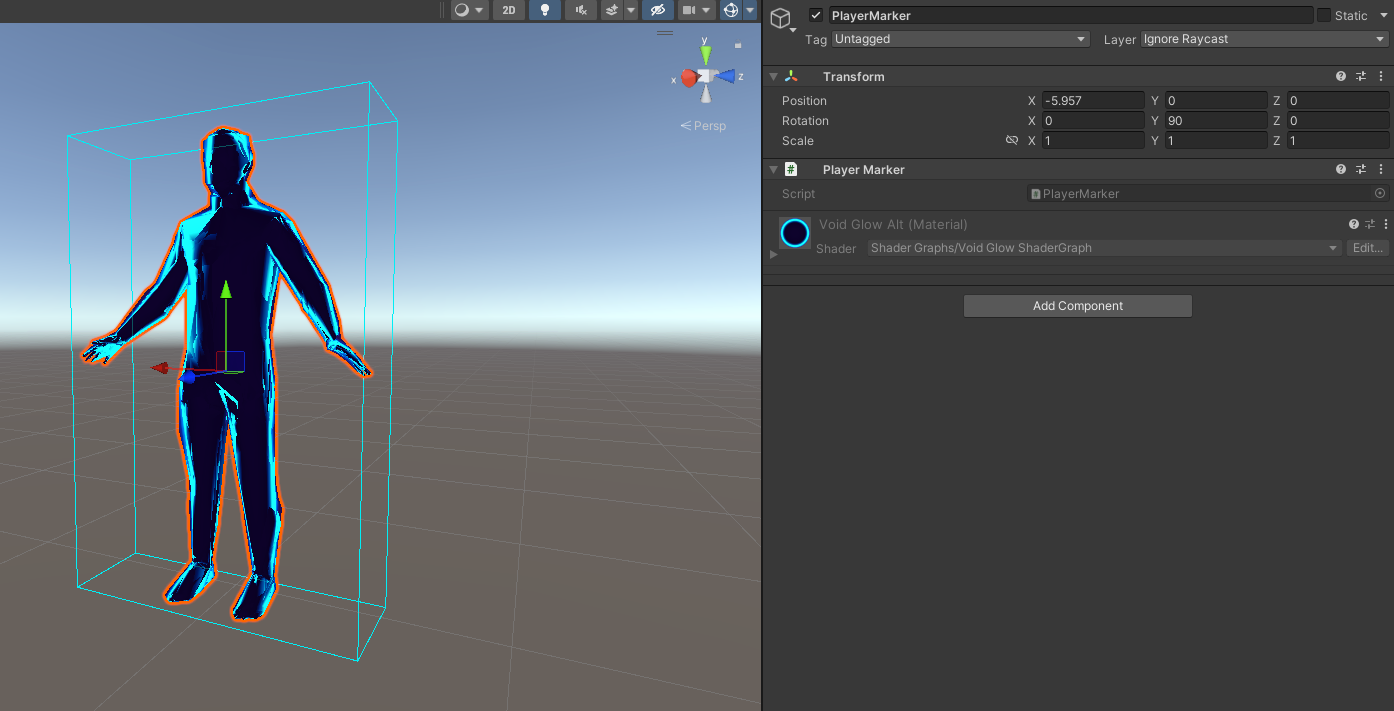 2D
y
x
z
Persp
PlayerMarker
Static
Tag
Untagged
Layer
Ignore Raycast
Transform
Position
X -5.957 Y 0 Z 0
Rotation
X 0 Y 90 Z 0
Scale
X 1 Y 1 Z 1
# Player Marker
Script
PlayerMarker
Void Glow Alt (Material)
Shader
Shader Graphs/Void Glow ShaderGraph
Edit...
Add Component